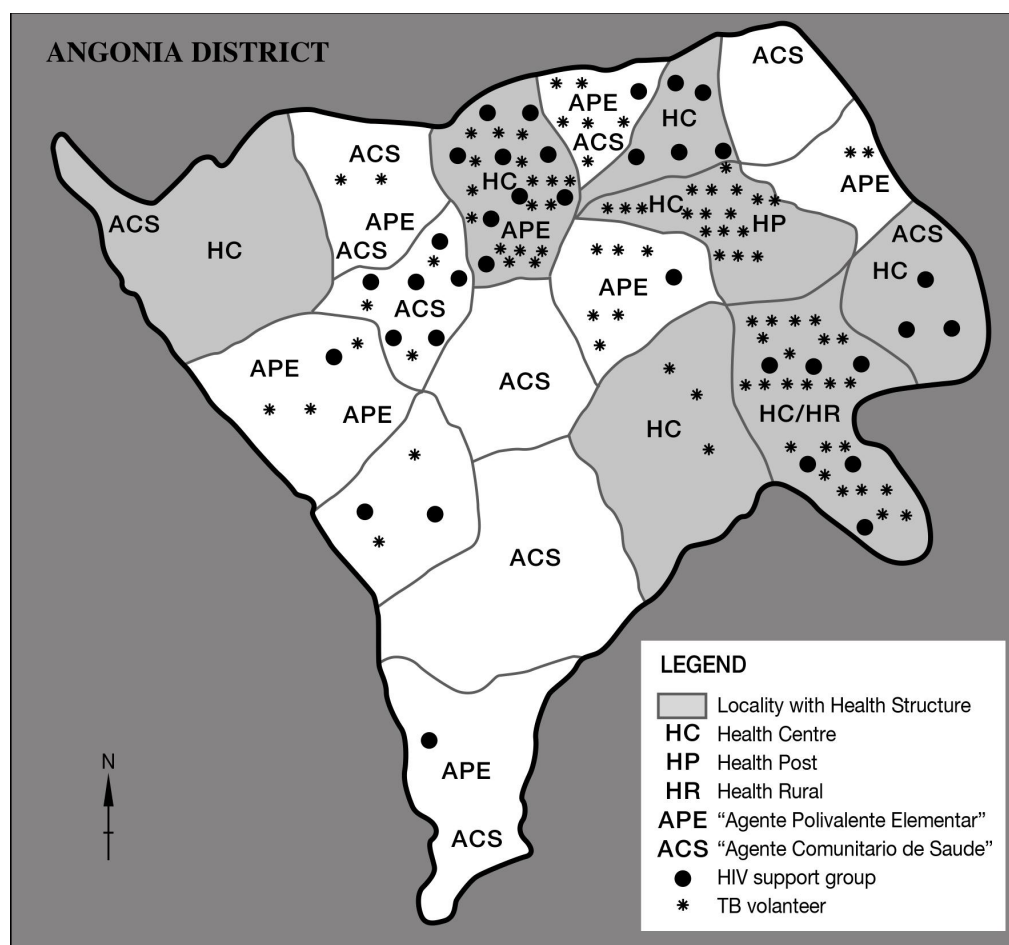 ANGONIA DISTRICT
ACS
APE
ACS
HC
ACS
APE
HC
ACS
HC
APE
HC
HP
ACS
HC
ACS
APE
ACS
ACS
APE
APE
APE
ACS
HC
HC/HR
ACS
APE
ACS
N
LEGEND
Locality with Health Structure
HC Health Centre
HP Health Post
HR Health Rural
APE “Agente Polivalente Elementar”
ACS “Agente Comunitario de Saude”
HIV support group
TB volunteer